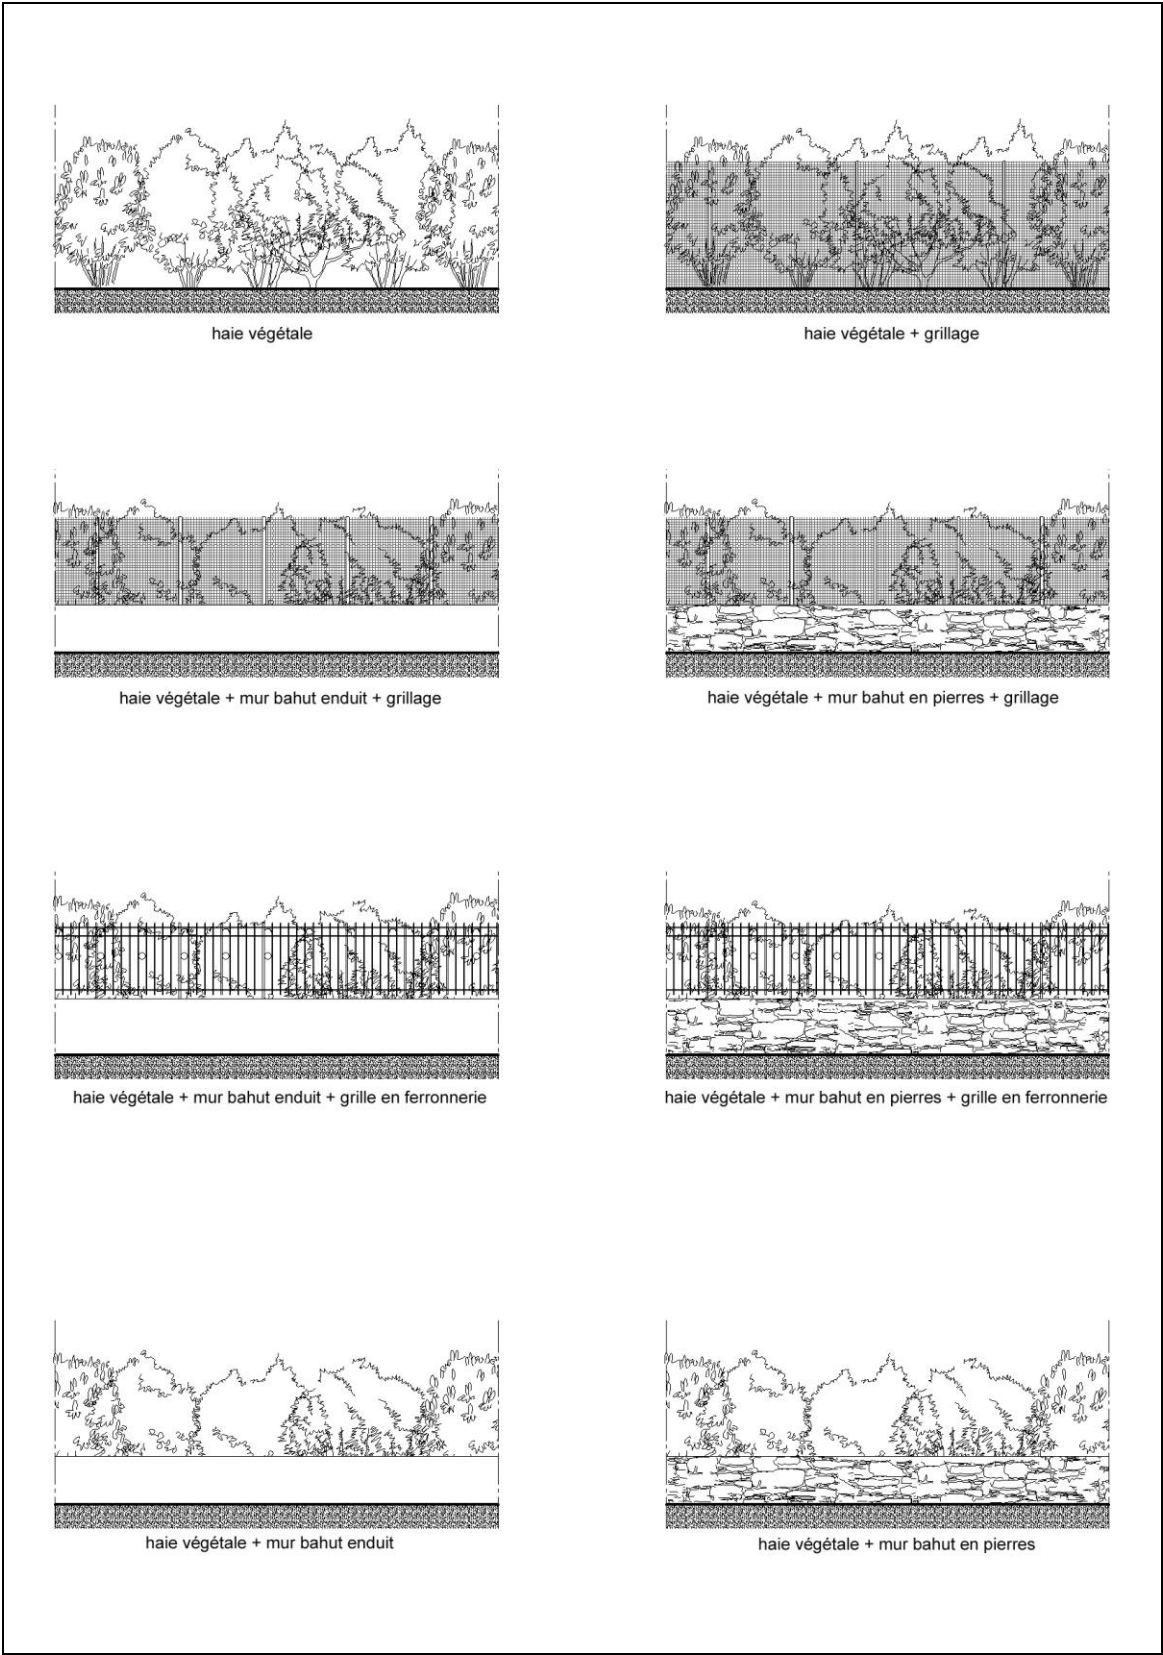 haie végétale
haie végétale + grillage
haie végétale + mur bahut enduit + grillage
haie végétale + mur bahut en pierres + grillage
haie végétale + mur bahut enduit + grille en ferronnerie
haie végétale + mur bahut en pierres + grille en ferronnerie
haie végétale + mur bahut enduit
haie végétale + mur bahut en pierres